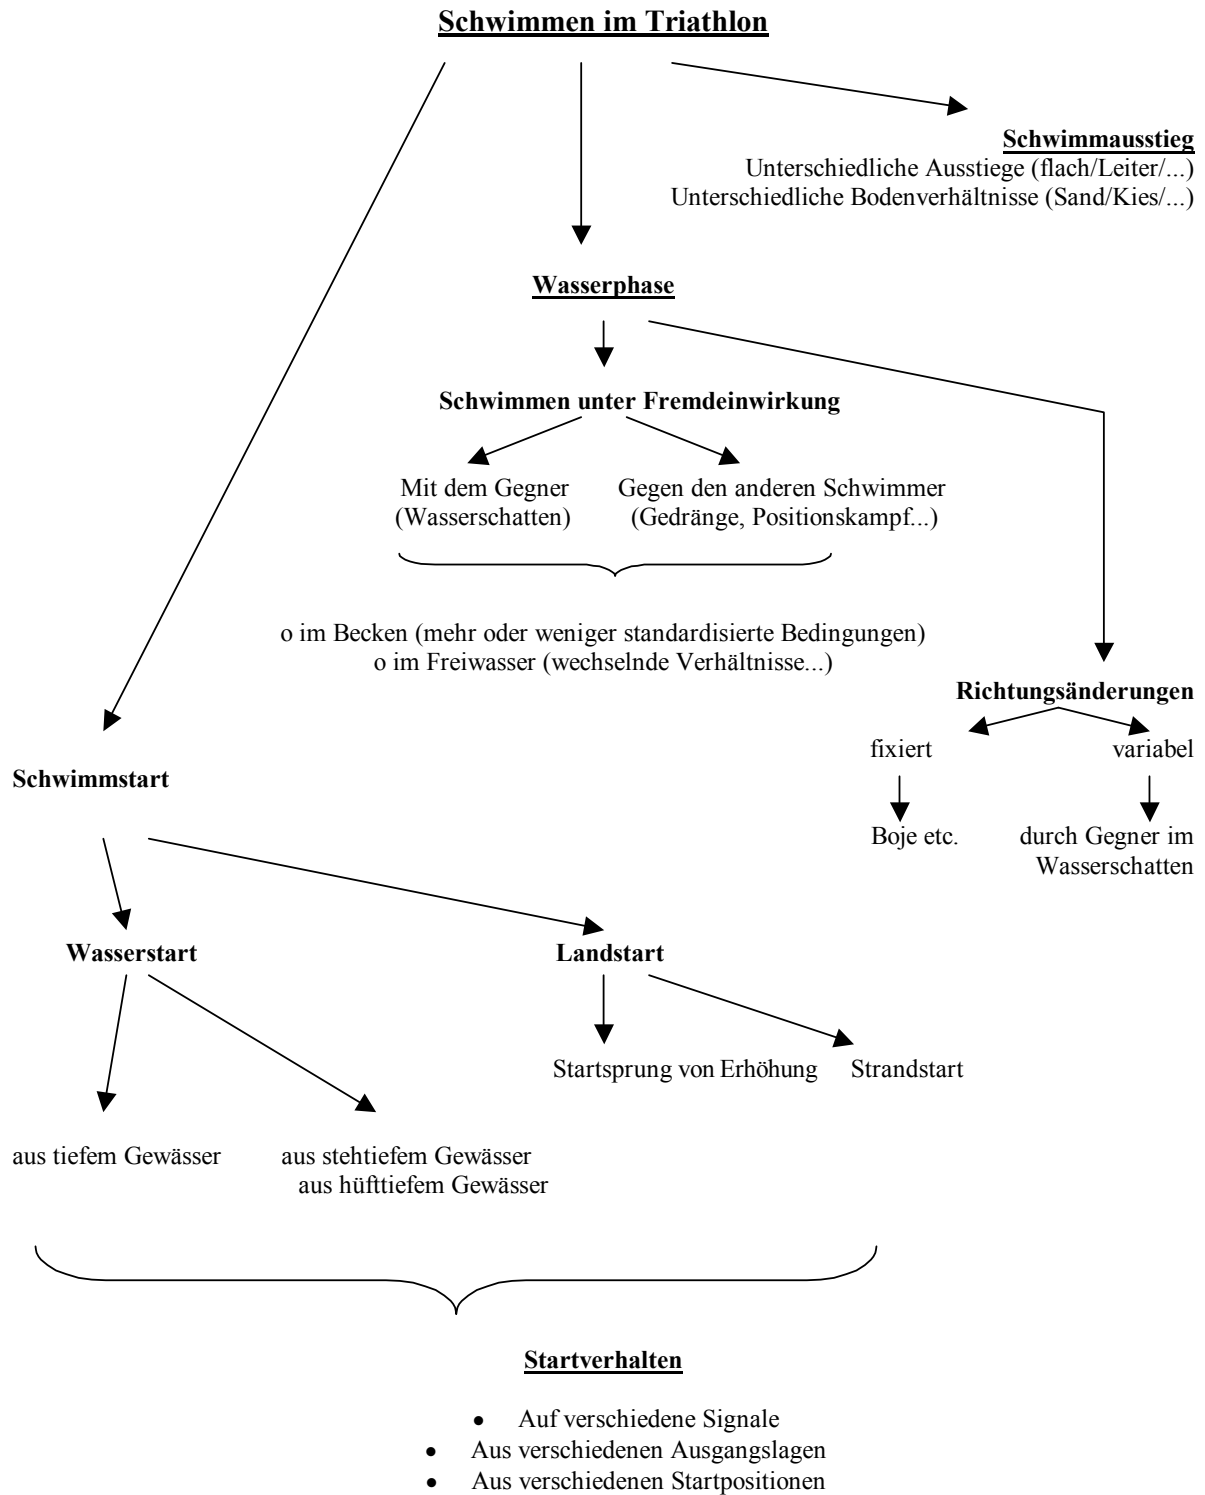 Schwimmen im Triathlon
Schwimmausstieg
Unterschiedliche Ausstiege (flach/Leiter/...)
Unterschiedliche Bodenverhältnisse (Sand/Kies/...)
Wasserphase
Schwimmen unter Fremdeinwirkung
Mit dem Gegner Gegen den anderen Schwimmer
(Wasserschatten) (Gedränge, Positionskampf...)
o im Becken (mehr oder weniger standardisierte Bedingungen)
o im Freiwasser (wechselnde Verhältnisse...)
Richtungsänderungen
fixiert variabel
Schwimmstart
Boje etc. durch Gegner im
Wasserschatten
Wasserstart Landstart
Startsprung von Erhöhung Strandstart
aus tiefem Gewässer aus stehtiefem Gewässer
aus hüfttiefem Gewässer
Startverhalten
• Auf verschiedene Signale
• Aus verschiedenen Ausgangslagen
• Aus verschiedenen Startpositionen